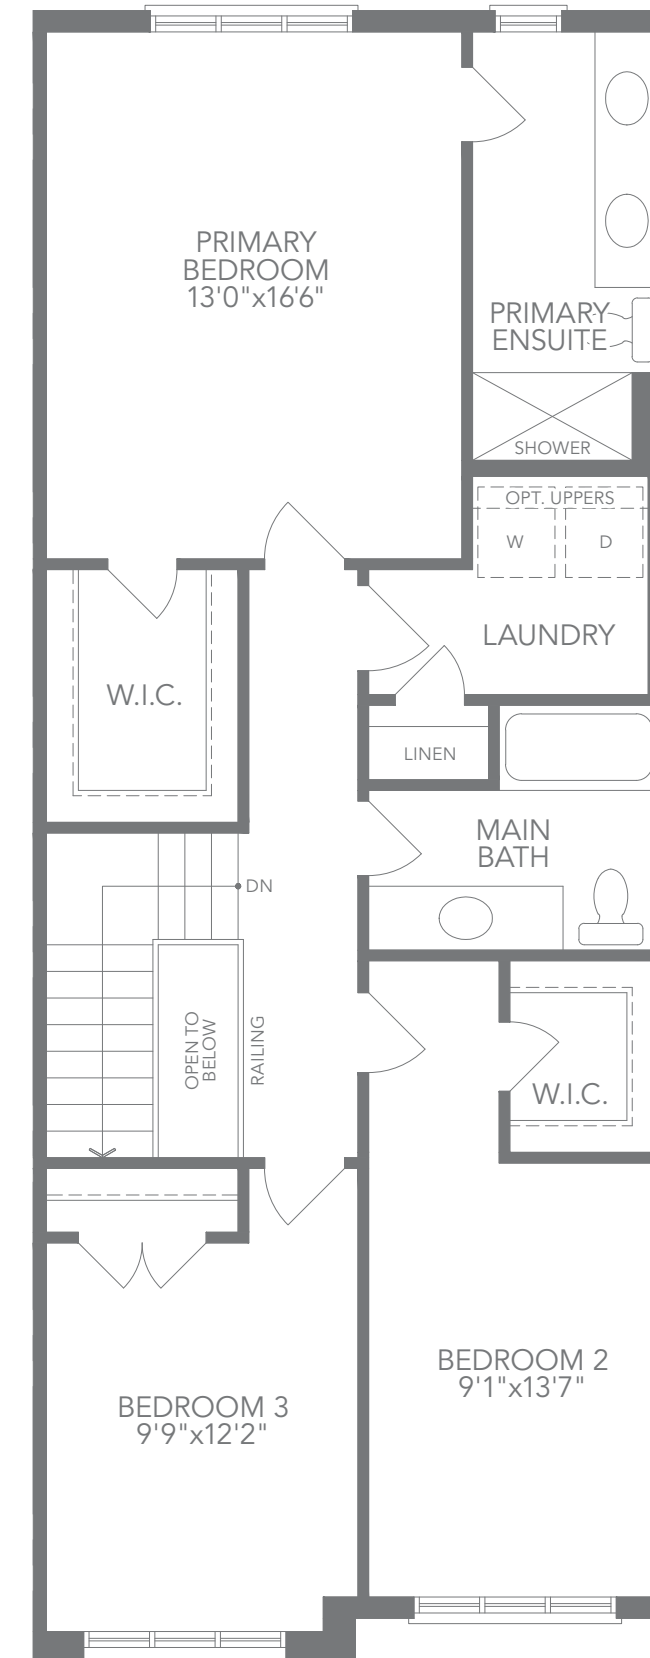 PRIMARY
BEDROOM
13'0"x16'6"
PRIMARY
ENSUITE
SHOWER
OPT. UPPERS
W
D
LAUNDRY
W.I.C.
LINEN
MAIN
BATH
DN
OPEN TO
BELOW
RAILING
W.I.C.
BEDROOM 2
9'1"x13'7"
BEDROOM 3
9'9"x12'2"